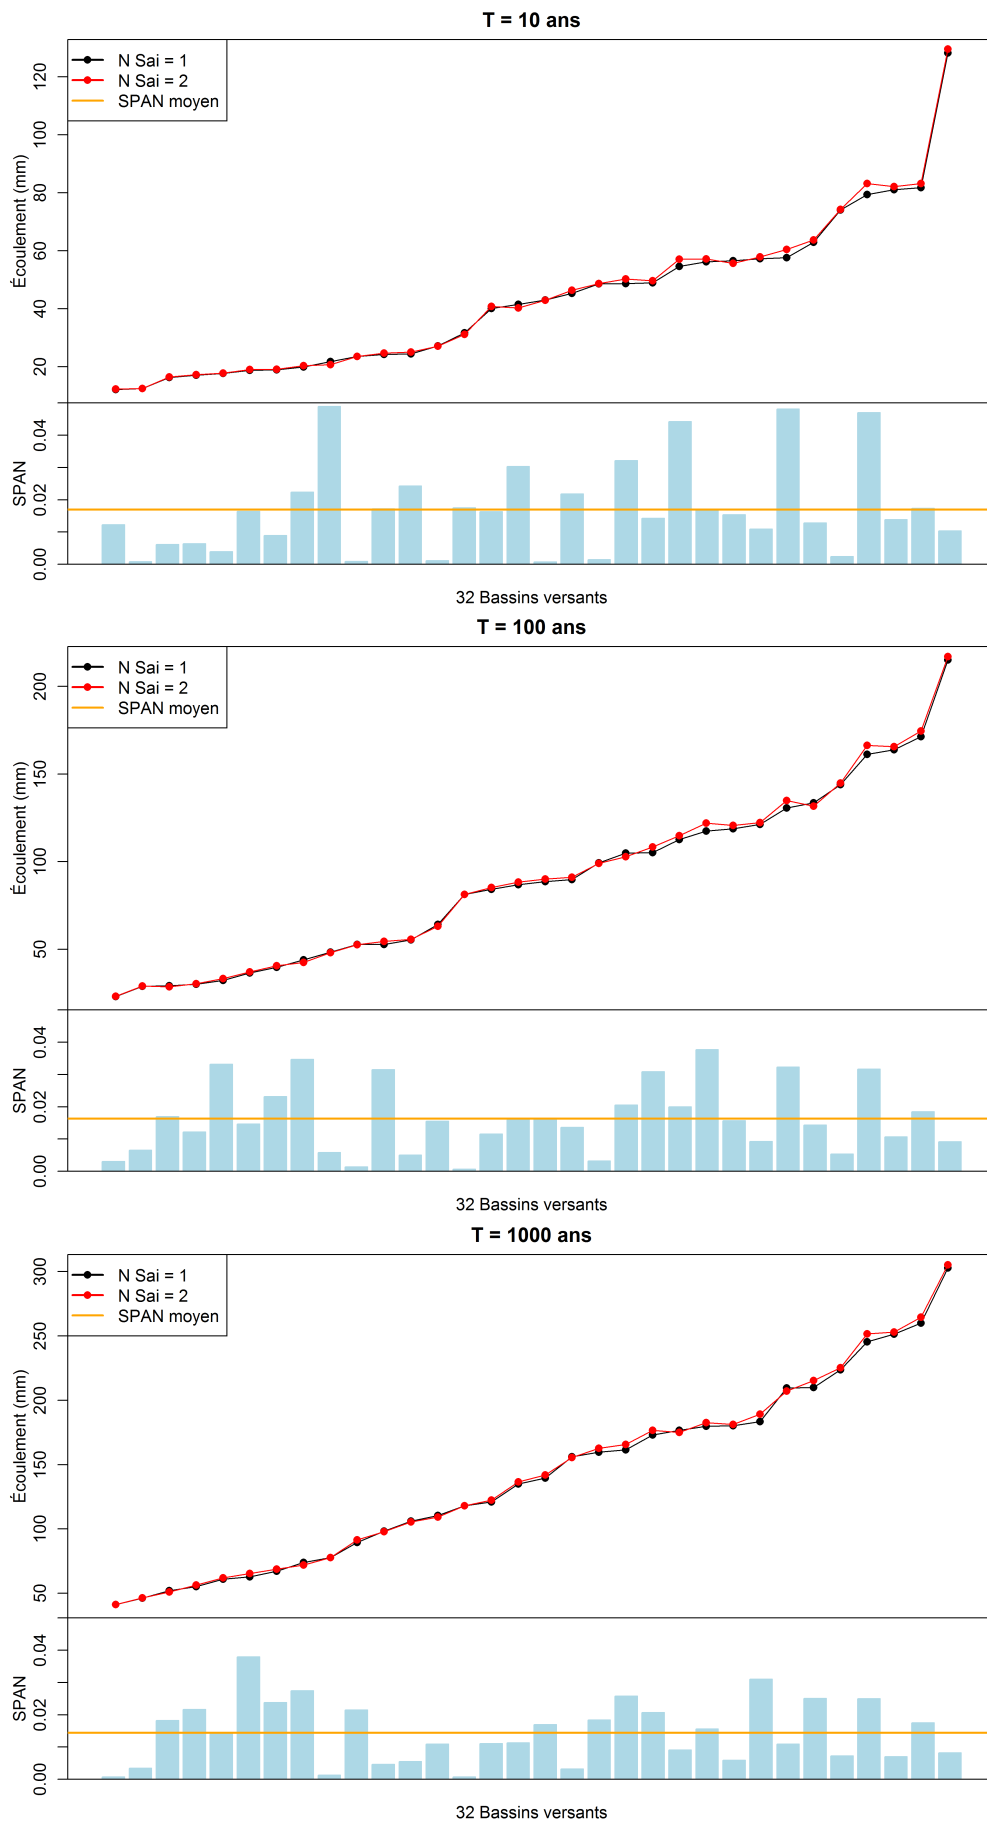 T = 10 ans
N Sai = 1
N Sai = 2
SPAN moyen
Écoulement (mm)
120
100
80
60
40
20
SPAN
0.04
0.02
0.00
32 Bassins versants
T = 100 ans
N Sai = 1
N Sai = 2
SPAN moyen
Écoulement (mm)
200
150
100
50
SPAN
0.04
0.02
0.00
32 Bassins versants
T = 1000 ans
N Sai = 1
N Sai = 2
SPAN moyen
Écoulement (mm)
300
250
200
150
100
50
SPAN
0.04
0.02
0.00
32 Bassins versants